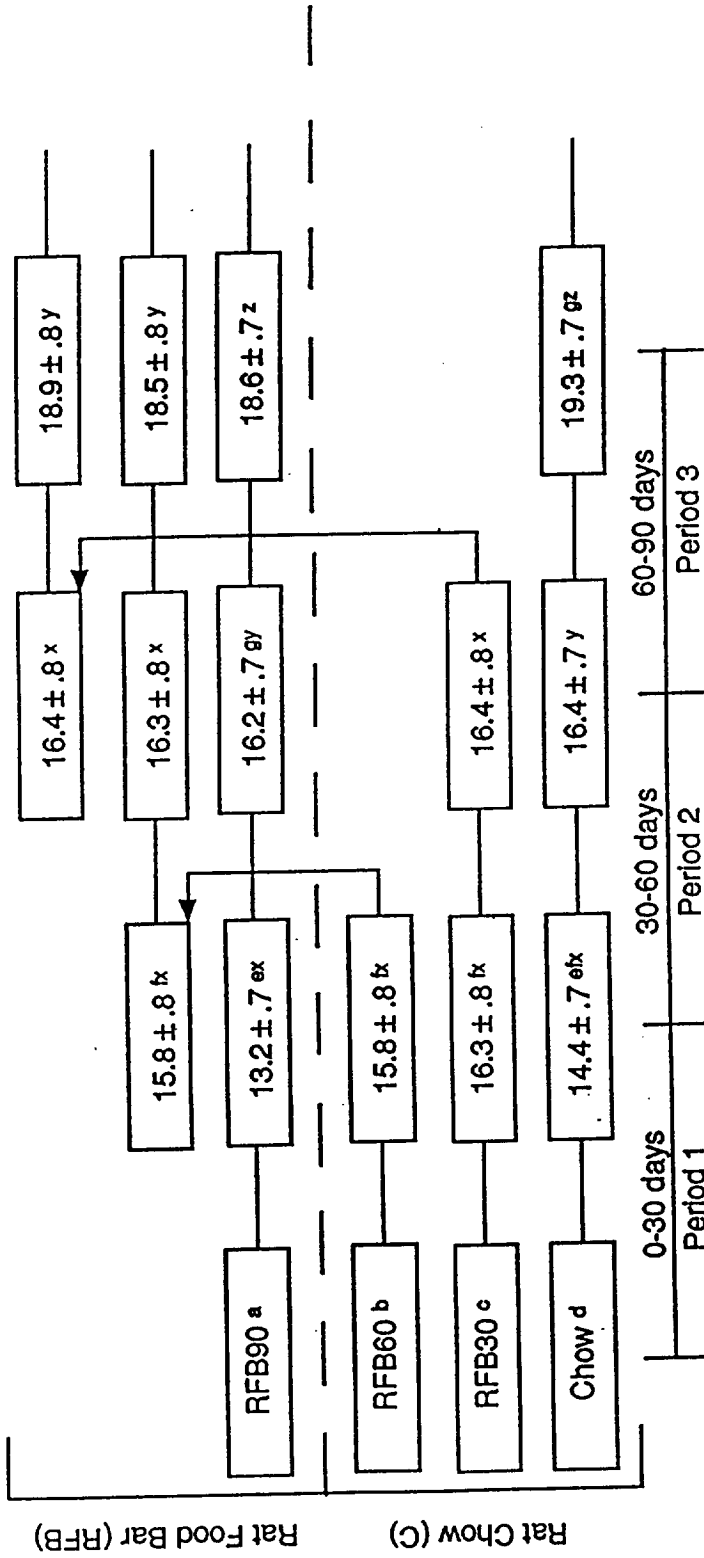 Rat Food Bar (RFB)
Rat Chow (C)
18.9 ± .8 y
16.4 ± .8 x
18.5 ± .8 y
16.3 ± .8 x
15.8 ± .8 fx
18.6 ± .7 z
16.2 ± .7 gy
13.2 ± .7 ex
RFB90 a
15.8 ± .8 fx
RFB60 b
16.4 ± .8 x
16.3 ± .8 fx
RFB30 c
19.3 ± .7 gz
16.4 ± .7 y
14.4 ± .7 efx
Chow d
0-30 days
30-60 days
60-90 days
Period 1
Period 2
Period 3